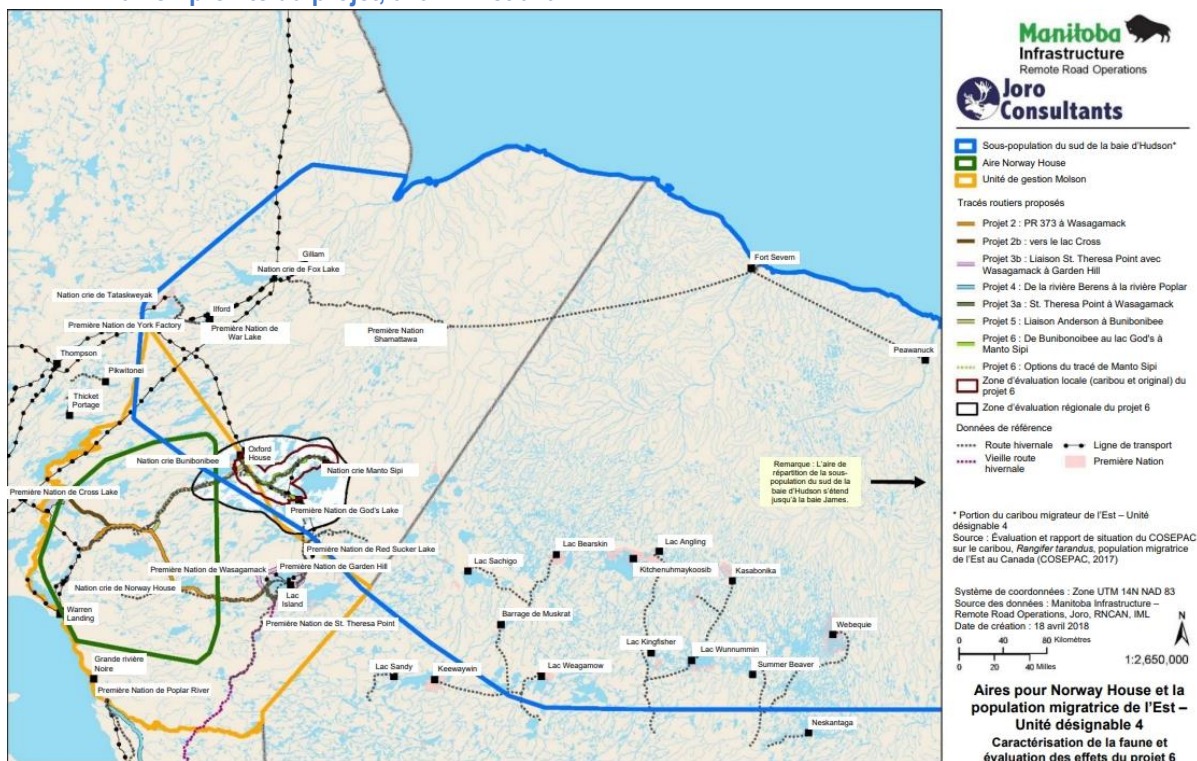 Manitoba
Infrastructure
Remote Road Operations
Joro
Consultants
Sous-population du sud de la baie d'Hudson*
Aire Norway House
Unité de gestion Molson
Tracés routiers proposés
Projet 2 : PR 373 à Wasagamack
Projet 2b : vers le lac Cross
Projet 3b : Liaison St. Theresa Point avec
Wasagamack à Garden Hill
Projet 4 : De la rivière Berens à la rivière Poplar
Projet 3a : St. Theresa Point à Wasagamack
Projet 5 : Liaison Anderson à Bunibonibee
Projet 6 : De Bunibonoibee au lac God's à
Manto Sipi
Projet 6 : Options du tracé de Manto Sipi
Zone d'évaluation locale (caribou et original) du
projet 6
Zone d'évaluation régionale du projet 6
Données de référence
Route hivernale
Ligne de transport
Vieille route
hivernale
Première Nation
* Portion du caribou migrateur de l'Est – Unité
désignable 4
Source : Évaluation et rapport de situation du COSEPAC
sur le caribou, Rangifer tarandus, population migratrice
de l'Est au Canada (COSEPAC, 2017)
Système de coordonnées : Zone UTM 14N NAD 83
Source des données : Manitoba Infrastructure –
Remote Road Operations, Joro, RNCAN, IML
Date de création : 18 avril 2018
N
0 40 80 Kilomètres
0 20 40 Milles
1:2,650,000
Aires pour Norway House et la
population migratrice de l'Est –
Unité désignable 4
Caractérisation de la faune et
évaluation des effets du projet 6
Gillam
Nation crie de Fox Lake
Fort Severn
Nation crie de Tataskweyak
Ilford
Première Nation de York Factory
Première Nation de
War Lake
Première Nation
Shamattawa
Peawanuck
Thompson
Pikwitonei
Thicket
Portage
Oxford
House
Nation crie Bunibonibee
Nation crie Manto Sipi
Remarque : L'aire de
répartition de la sous-
population du sud de la
baie d'Hudson s'étend
jusqu'à la baie James.
Première Nation de Cross Lake
Première Nation de God's Lake
Première Nation de Red Sucker Lake
Première Nation de Wasagamack
Première Nation de Garden Hill
Nation crie de Norway House
Lac
Island
Première Nation de St. Theresa Point
Warren
Landing
Grande rivière
Noire
Première Nation de Poplar River
Lac Sachigo
Lac Bearskin
Lac Angling
Kitchenuhmaykoosib
Kasabonika
Barrage de Muskrat
Webequie
Lac Kingfisher
Lac Wunnummin
Summer Beaver
Lac Sandy
Keewaywin
Lac Weagamow
Neskantaga